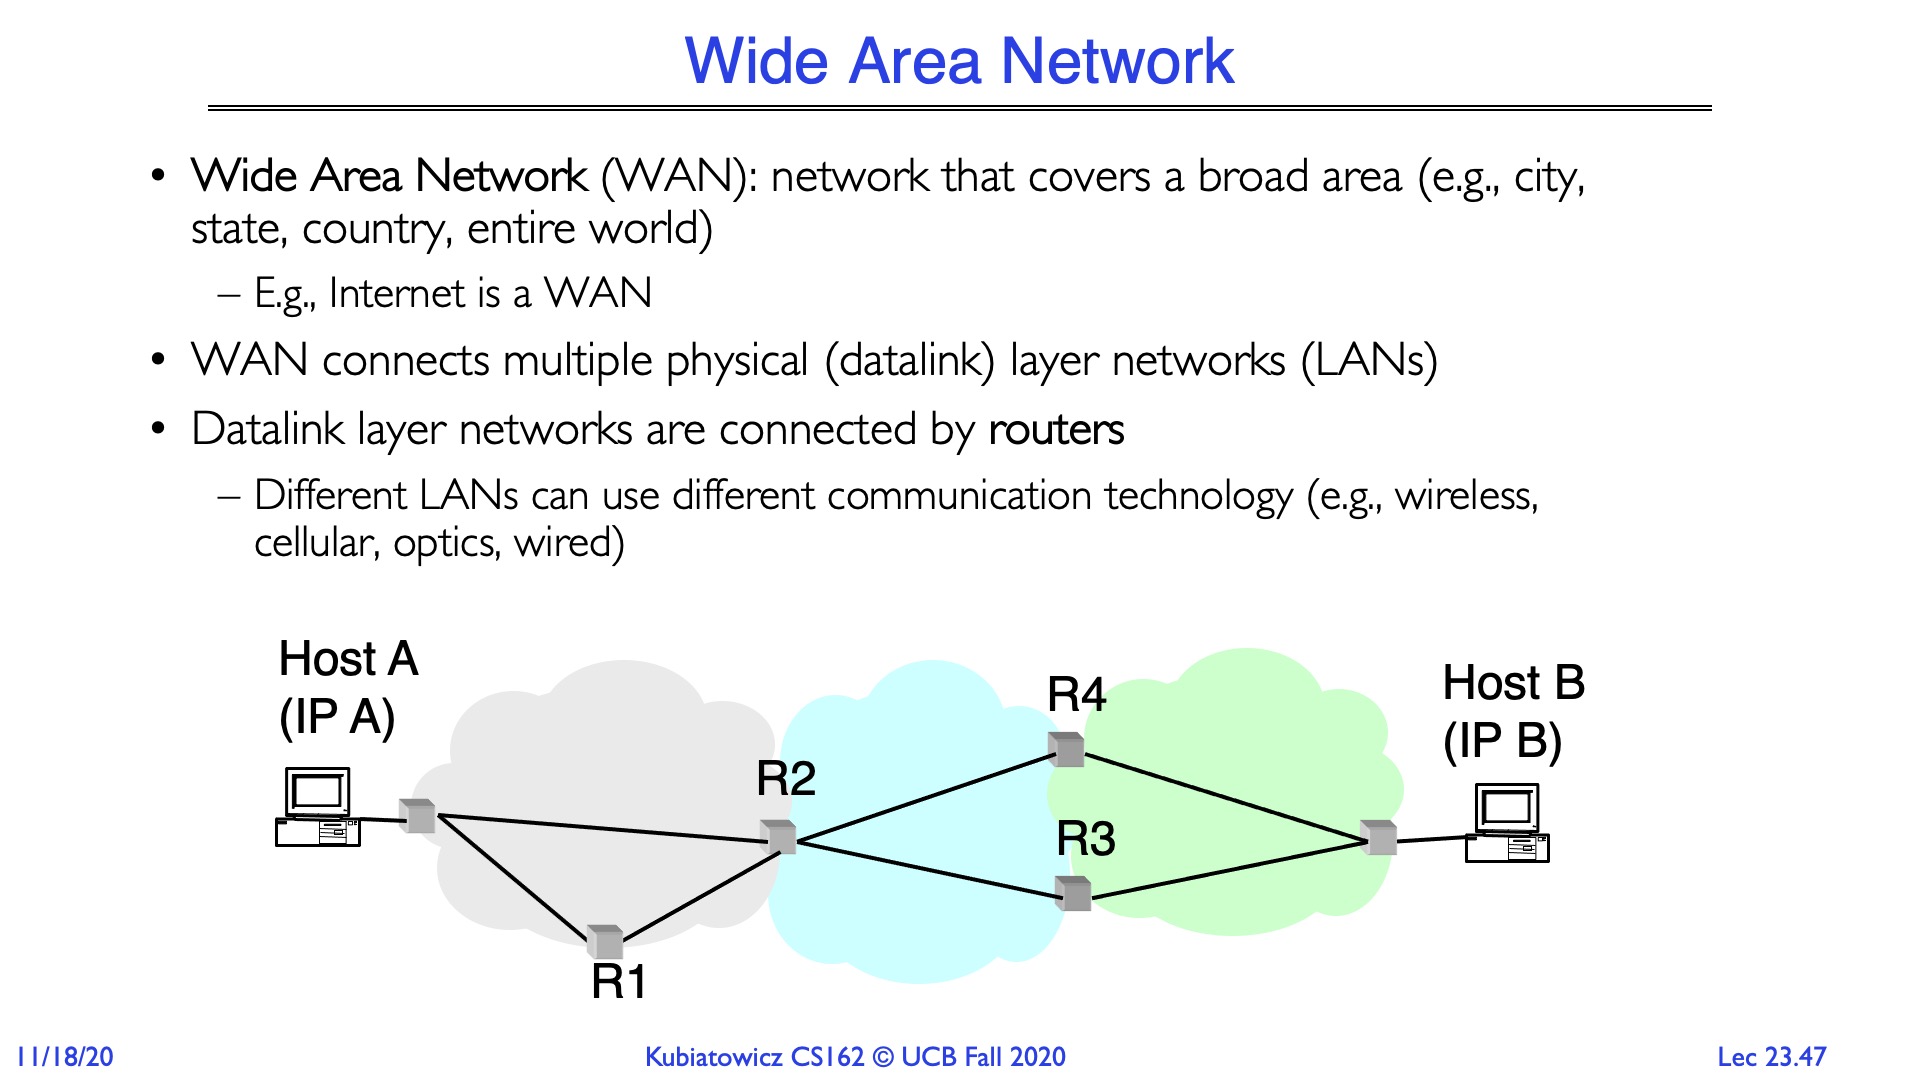 Wide Area Network
• Wide Area Network (WAN): network that covers a broad area (e.g., city,
state, country, entire world)
– E.g., Internet is a WAN
• WAN connects multiple physical (datalink) layer networks (LANs)
• Datalink layer networks are connected by routers
– Different LANs can use different communication technology (e.g., wireless,
cellular, optics, wired)
Host A
(IP A)
R4
Host B
(IP B)
R2
R3
R1
11/18/20
Kubiatowicz CS162 © UCB Fall 2020
Lec 23.47